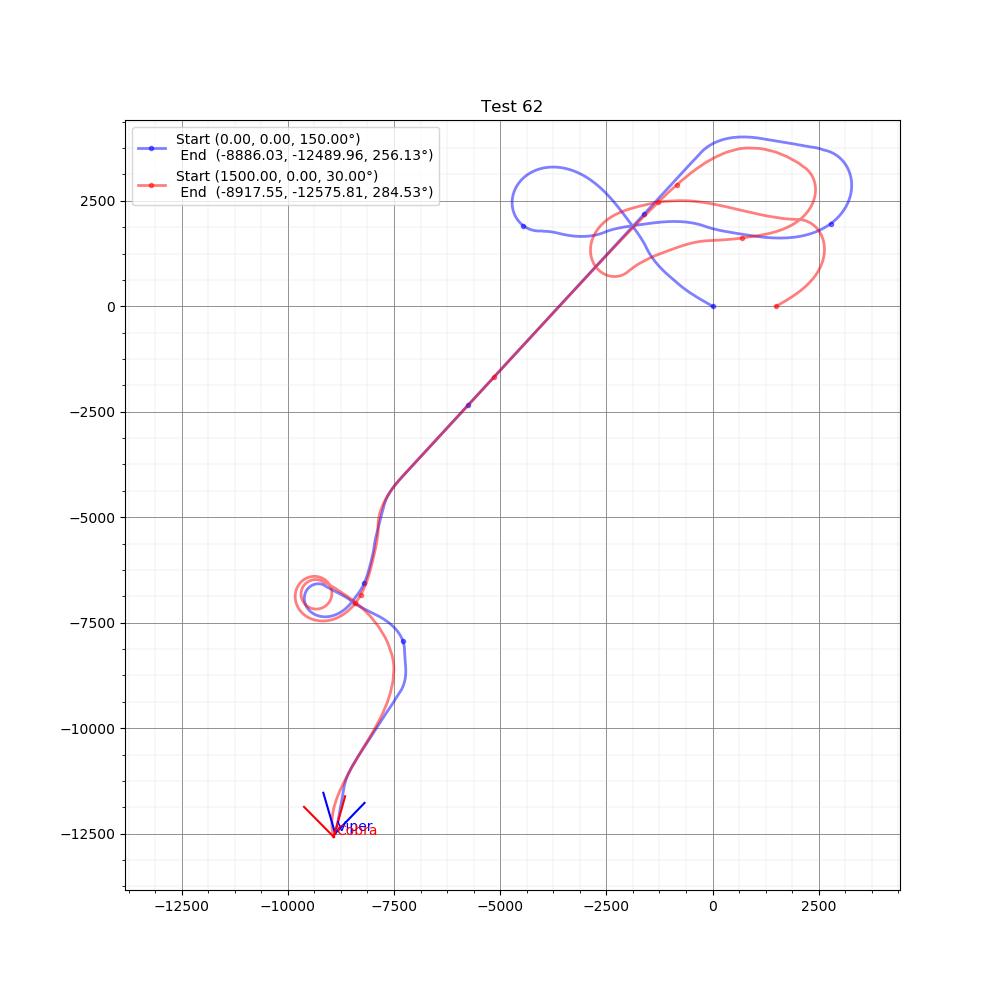 Test 62
Start (0.00, 0.00, 150.00°)
End (-8886.03, -12489.96, 256.13°)
Start (1500.00, 0.00, 30.00°)
End (-8917.55, -12575.81, 284.53°)
2500
0
−2500
−5000
−7500
−10000
−12500
Viper
Cobra
−12500
−10000
−7500
−5000
−2500
0
2500